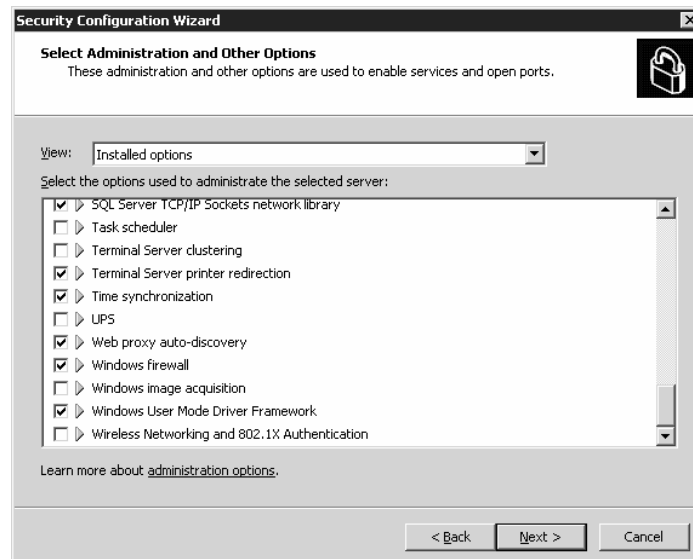 Security Configuration Wizard
Select Administration and Other Options
These administration and other options are used to enable services and open ports.
View:
Installed options
Select the options used to administrate the selected server:
SQL Server TCP/IP Sockets network library
Task scheduler
Terminal Server clustering
Terminal Server printer redirection
Time synchronization
UPS
Web proxy auto-discovery
Windows firewall
Windows image acquisition
Windows User Mode Driver Framework
Wireless Networking and 802.1X Authentication
Learn more about administration options.
< Back
Next >
Cancel